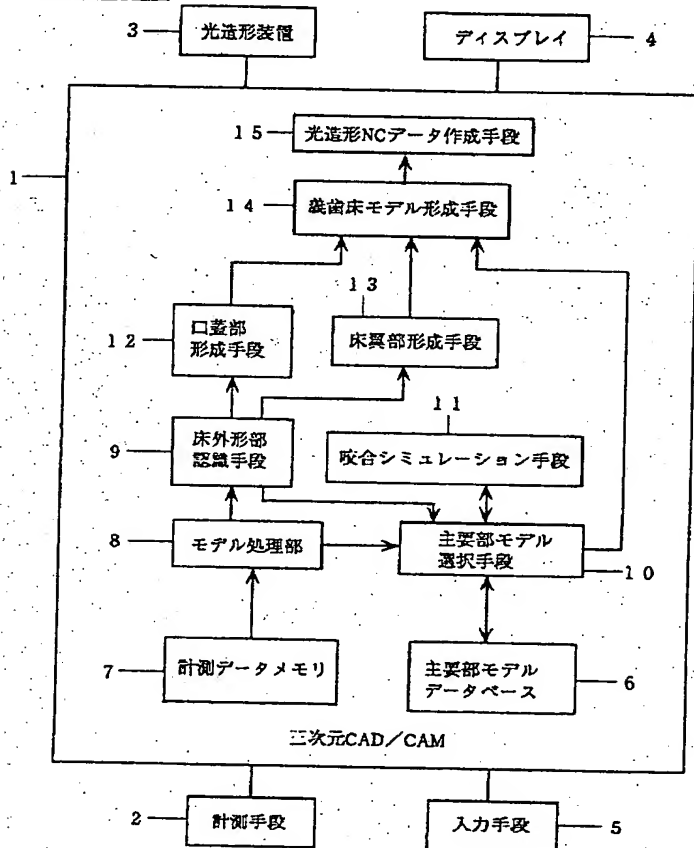 3
光造形装置
ディスプレイ
4
15
光造形NCデータ作成手段
1
14
義歯床モデル形成手段
13
12
口蓋部
形成手段
床翼部形成手段
11
9
床外形部
認識手段
咬合シミュレーション手段
8
モデル処理部
主要部モデル
選択手段
10
7
計測データメモリ
主要部モデル
データベース
6
三次元CAD/CAM
2
計測手段
入力手段
5